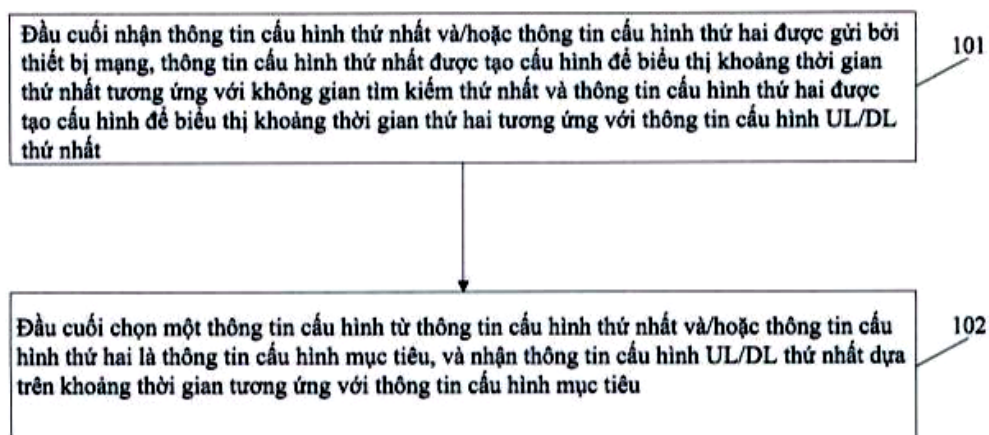 Đầu cuối nhận thông tin cấu hình thứ nhất và/hoặc thông tin cấu hình thứ hai được gửi bởi
thiết bị mạng, thông tin cấu hình thứ nhất được tạo cấu hình để biểu thị khoảng thời gian
thứ nhất tương ứng với không gian tìm kiếm thứ nhất và thông tin cấu hình thứ hai được
tạo cấu hình để biểu thị khoảng thời gian thứ hai tương ứng với thông tin cấu hình UL/DL
thứ nhất
101
Đầu cuối chọn một thông tin cấu hình từ thông tin cấu hình thứ nhất và/hoặc thông tin cấu
hình thứ hai là thông tin cấu hình mục tiêu, và nhận thông tin cấu hình UL/DL thứ nhất dựa
trên khoảng thời gian tương ứng với thông tin cấu hình mục tiêu
102